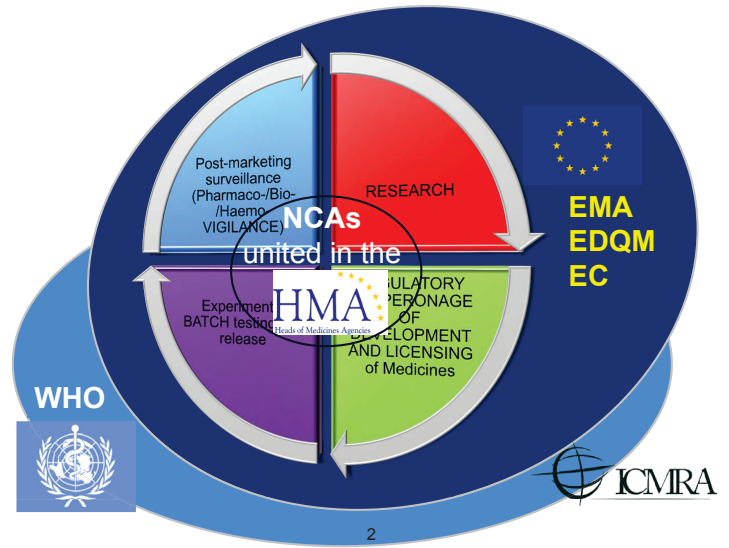 Post-marketing
surveillance
(Pharmaco-/Bio-
/Haemo
VIGILANCE)
RESEARCH
NCAs
united in the
HMA
Heads of Medicines Agencies
EMA
EDQM
EC
BATCH testing
release
OF
AND LICENSING
of Medicines
WHO
ICMRA
2